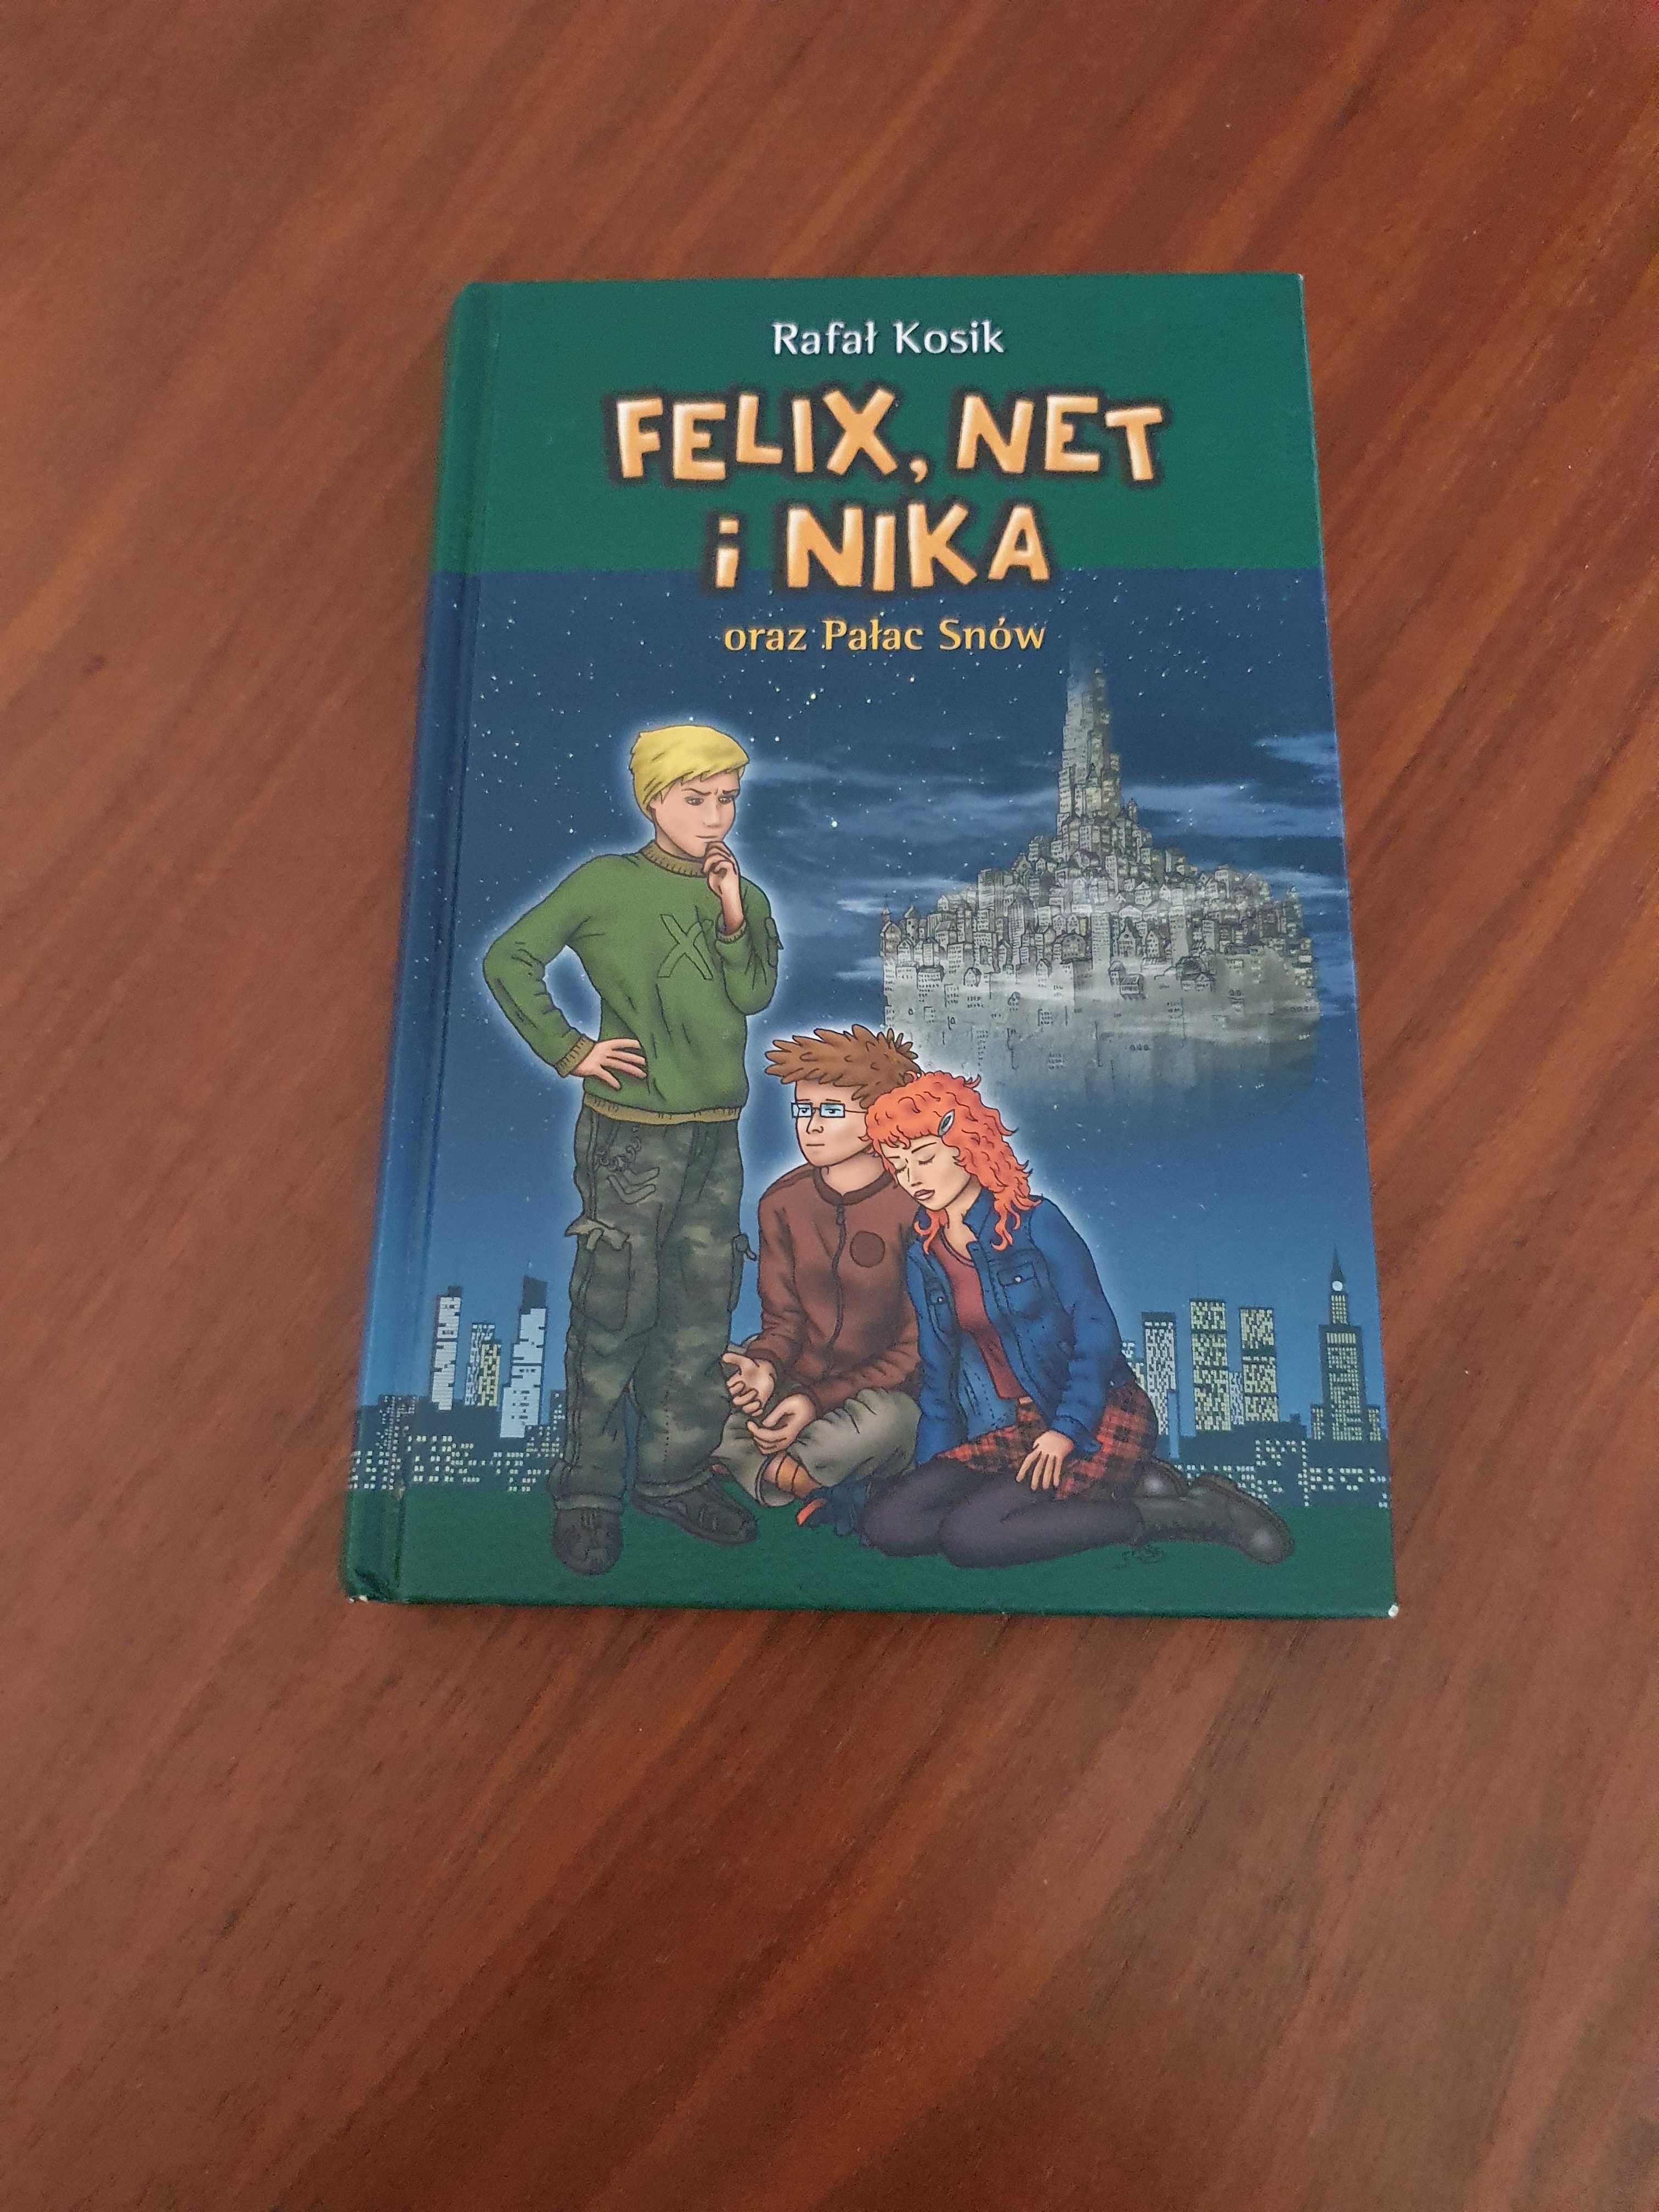 Rafał Kosik
FELIX, NET
i NIKA
oraz Pałac Snów
X